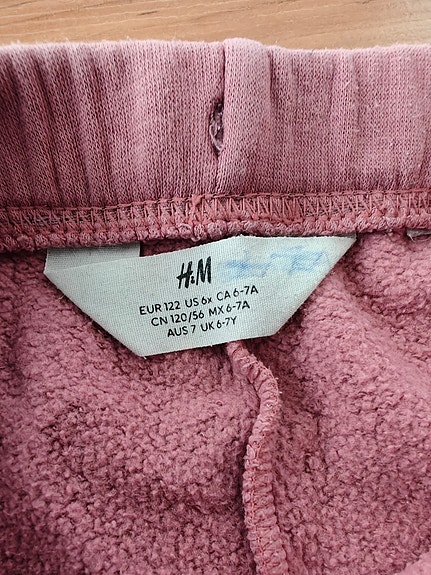 H&M
EUR 122 US 6x CA 6-7A
CN 120/56 MX 6-7A
AUS 7 UK 6-7Y